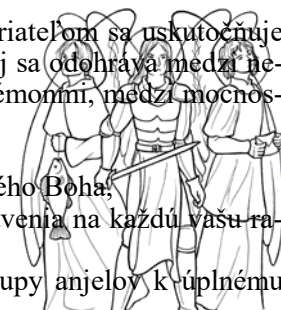 riateľom sa uskutočňuje
j sa odohráva medzi ne-
émonmi, medzi mocnos-
ého Boha,
venia na každú vašu ra-
upy anjelov k úplnému